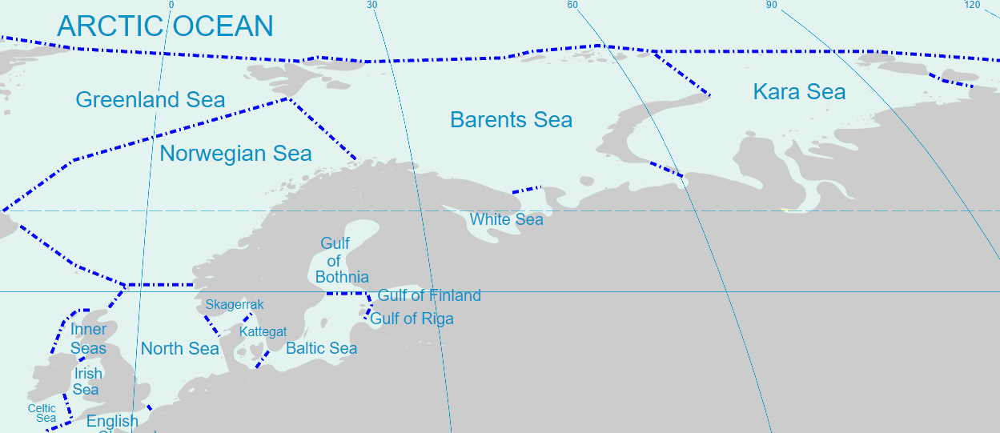 0
30
60
90
120
ARCTIC OCEAN
Greenland Sea
Kara Sea
Barents Sea
Norwegian Sea
White Sea
Gulf
of
Bothnia
Gulf of Finland
Skagerrak
Gulf of Riga
Kattegat
Inner
Seas
North Sea
Baltic Sea
Irish
Sea
Celtic
Sea
English